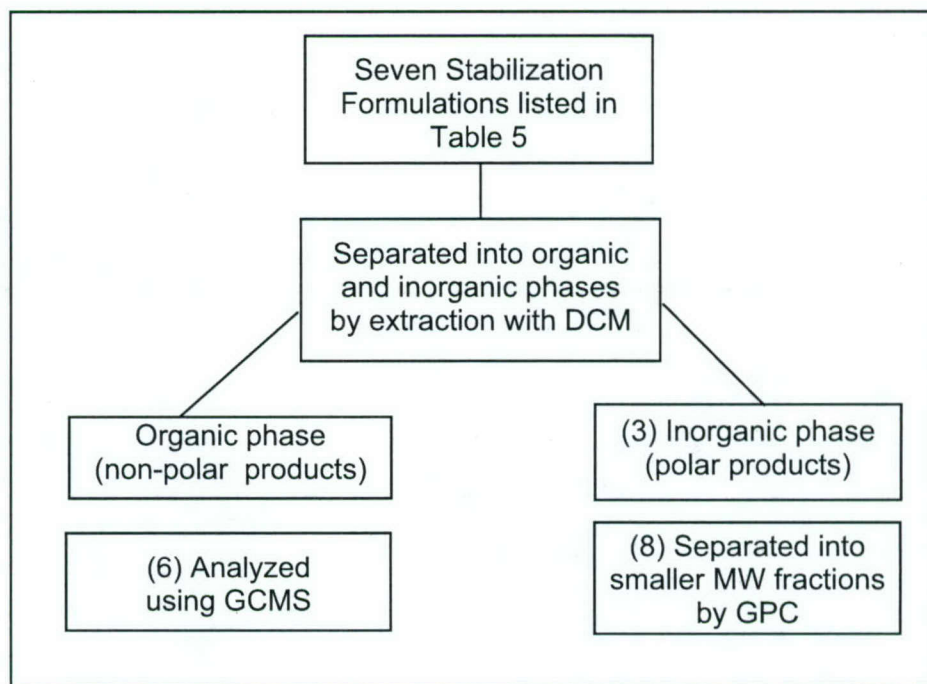 Seven Stabilization
Formulations listed in
Table 5
Separated into organic
and inorganic phases
by extraction with DCM
Organic phase
(non-polar products)
(3) Inorganic phase
(polar products)
(6) Analyzed
using GCMS
(8) Separated into
smaller MW fractions
by GPC